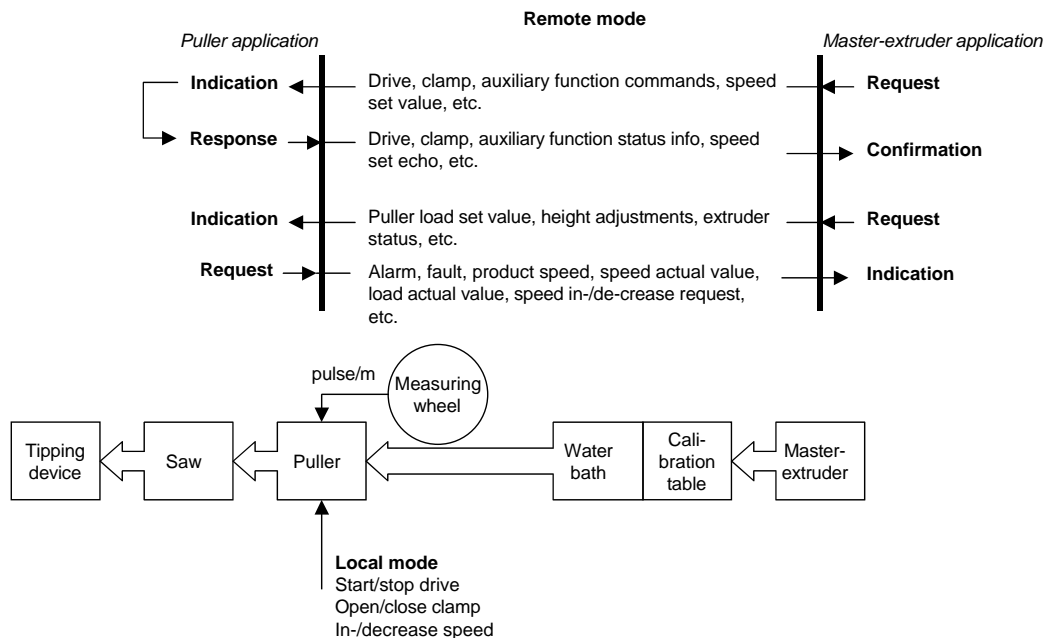 Remote mode
Puller application
Master-extruder application
Indication
Drive, clamp, auxiliary function commands, speed
set value, etc.
Request
Response
Drive, clamp, auxiliary function status info, speed
set echo, etc.
Confirmation
Indication
Puller load set value, height adjustments, extruder
status, etc.
Request
Request
Alarm, fault, product speed, speed actual value,
load actual value, speed in-/de-crease request,
etc.
Indication
pulse/m
Measuring
wheel
Tipping
device
Saw
Puller
Water
bath
Cali-
bration
table
Master-
extruder
Local mode
Start/stop drive
Open/close clamp
In-/decrease speed